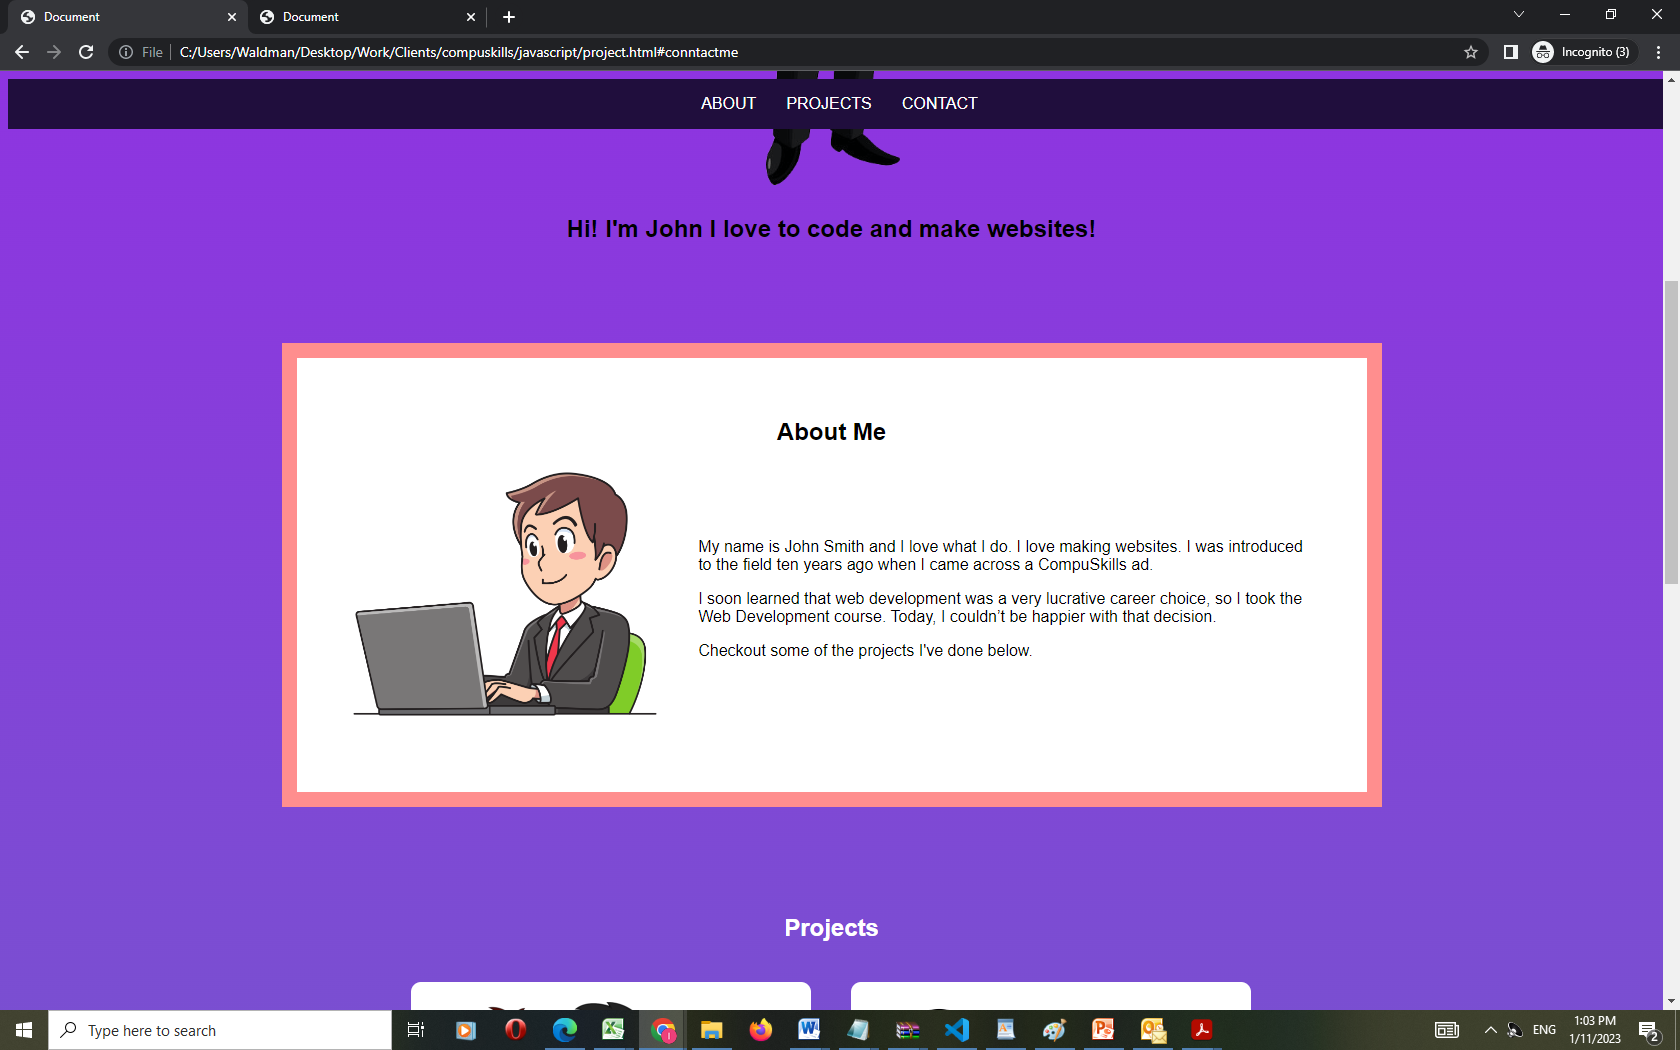 Document
Document
File
C:/Users/Waldman/Desktop/Work/Clients/compuskills/javascript/project.html#conntactme
Incognito (3)
ABOUT PROJECTS CONTACT
Hi! I'm John I love to code and make websites!
About Me
My name is John Smith and I love what I do. I love making websites. I was introduced
to the field ten years ago when I came across a CompuSkills ad.
I soon learned that web development was a very lucrative career choice, so I took the
Web Development course. Today, I couldn’t be happier with that decision.
Checkout some of the projects I've done below.
Projects
Type here to search
ENG
1:03 PM
1/11/2023
2